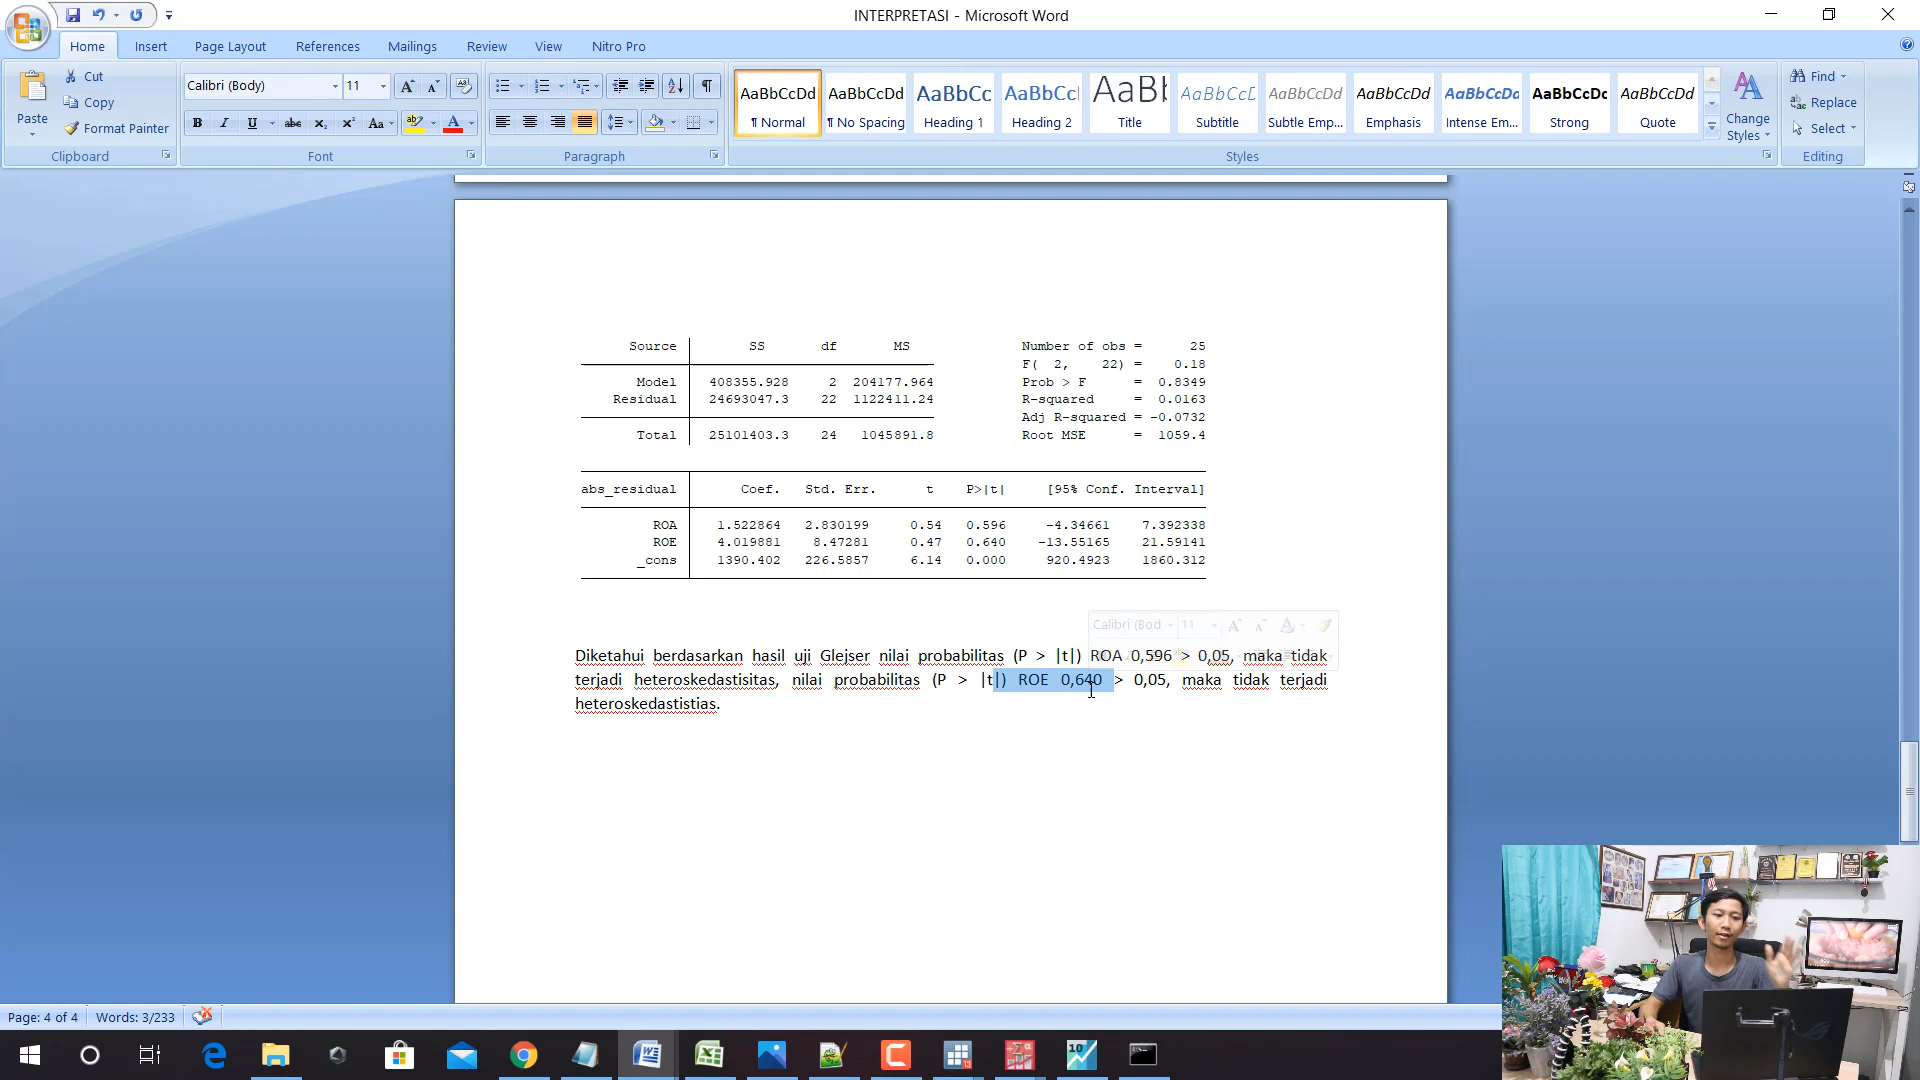 INTERPRETASI - Microsoft Word
Home Insert Page Layout References Mailings Review View Nitro Pro
Paste
Cut
Copy
Format Painter
Clipboard
Calibri (Body) 11
Font
Paragraph
AaBbCcDd AaBbCcDd AaBbCc AaBbCc AaB AaBbCcD AaBbCcDd AaBbCcDd AaBbCcDd AaBbCcDd AaBbCcDd
¶ Normal ¶ No Spacing Heading 1 Heading 2 Title Subtitle Subtle Emp... Emphasis Intense Em... Strong Quote
Change Styles
Styles
Find
Replace
Select
Editing
Source SS df MS Number of obs = 25
F( 2, 22) = 0.18
Model 408355.928 2 204177.964 Prob > F = 0.8349
Residual 24693047.3 22 1122411.24 R-squared = 0.0163
Adj R-squared = -0.0732
Total 25101403.3 24 1045891.8 Root MSE = 1059.4
abs_residual Coef. Std. Err. t P>|t| [95% Conf. Interval]
ROA 1.522864 2.830199 0.54 0.596 -4.34661 7.392338
ROE 4.019881 8.47281 0.47 0.640 -13.55165 21.59141
_cons 1390.402 226.5857 6.14 0.000 920.4923 1860.312
Calibri (Bod 11
Diketahui berdasarkan hasil uji Glejser nilai probabilitas (P > |t|) ROA 0,596 > 0,05, maka tidak
terjadi heteroskedastisitas, nilai probabilitas (P > |t|) ROE 0,640 > 0,05, maka tidak terjadi
heteroskedastistias.
Page: 4 of 4 Words: 3/233